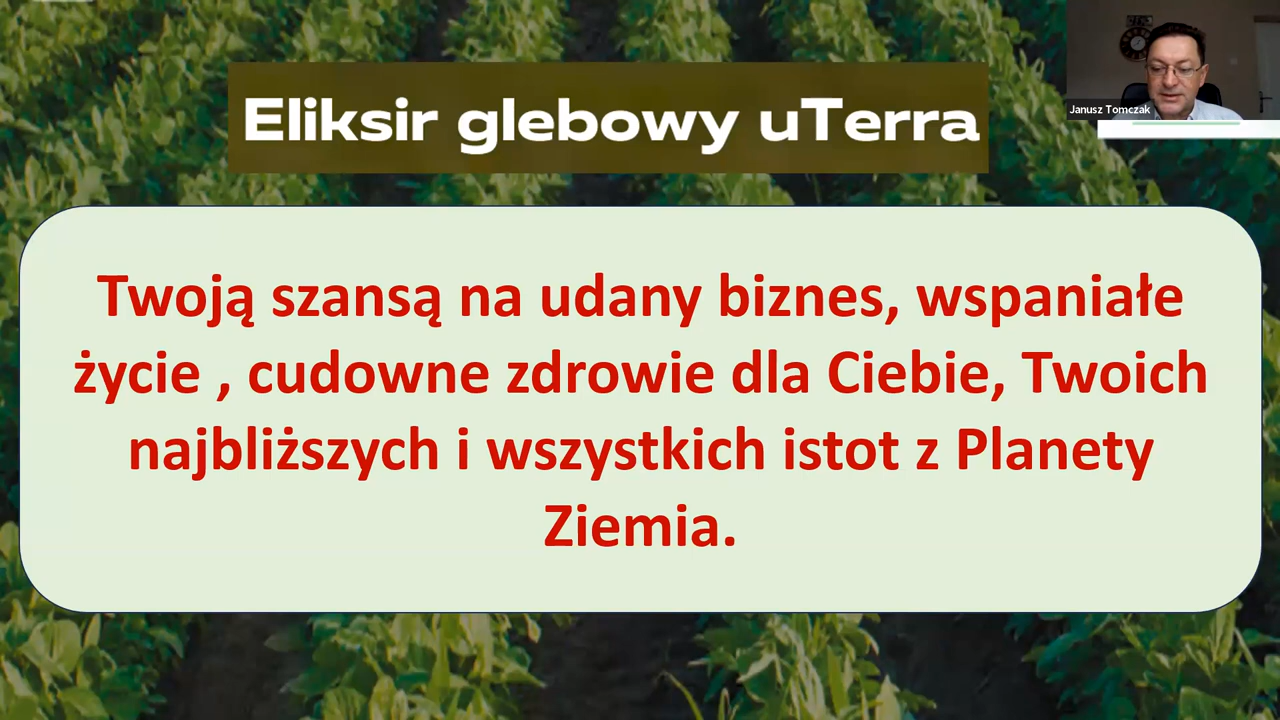 Eliksir glebowy uTerra
Janusz Tomczak
Twoją szansą na udany biznes, wspaniałe
życie , cudowne zdrowie dla Ciebie, Twoich
najbliższych i wszystkich istot z Planety
Ziemia.